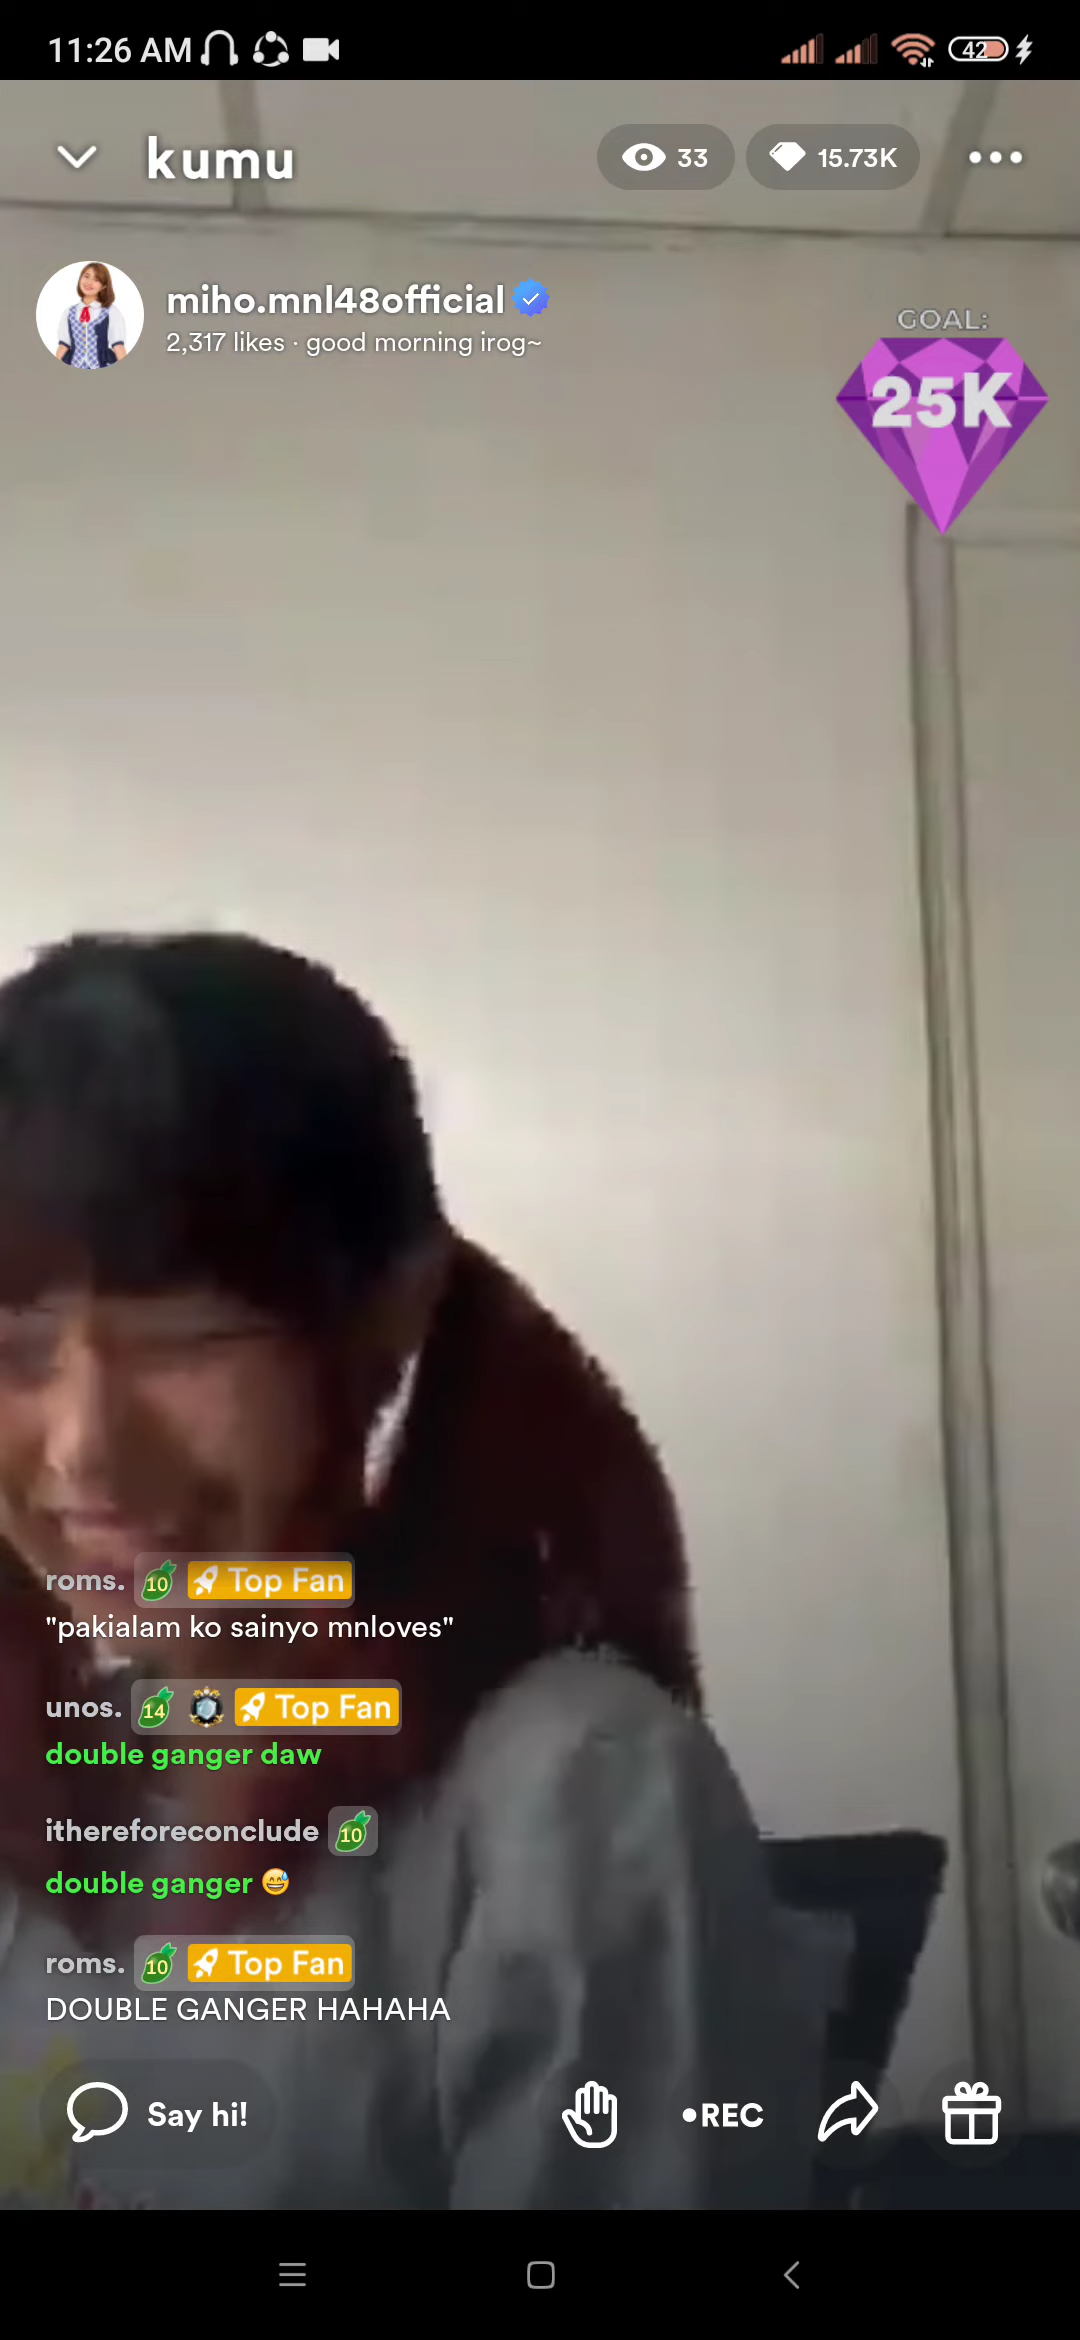 11:26 AM
42
kumu
33
15.73K
miho.mnl48official
2,317 likes · good morning irog~
GOAL:
25K
roms. 10 Top Fan
"pakialam ko sainyo mnloves"
unos. 14 Top Fan
double ganger daw
ithereforeconclude 10
double ganger 😅
roms. 10 Top Fan
DOUBLE GANGER HAHAHA
Say hi!
•REC